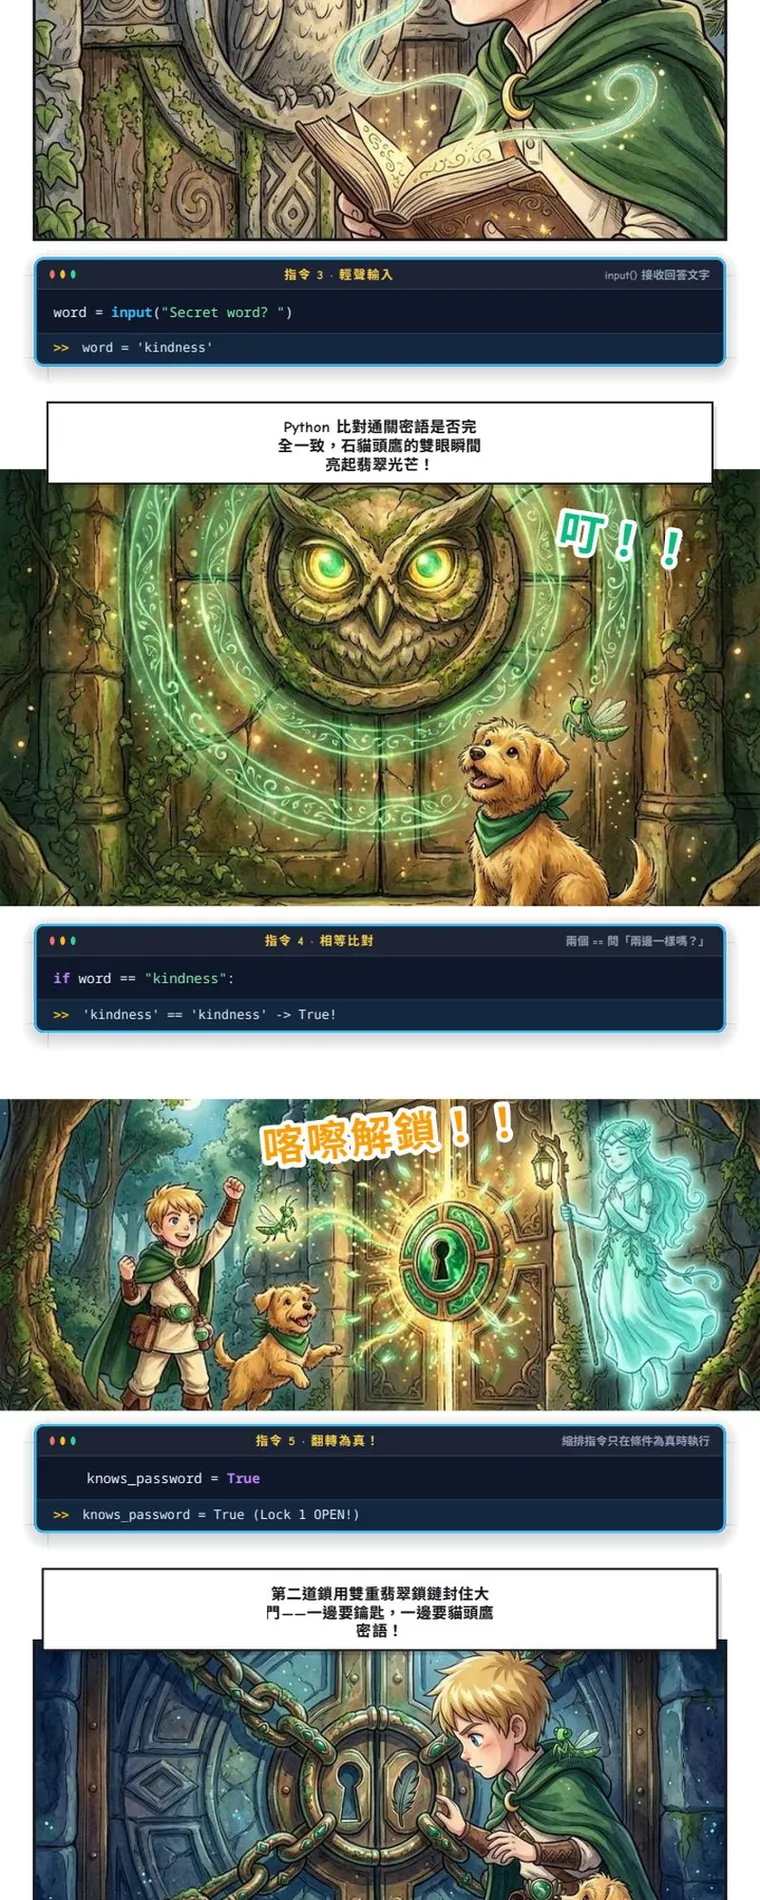 指令 3 · 輕聲輸入
input() 接收回答文字
word = input("Secret word? ")
>> word = 'kindness'
Python 比對通關密語是否完
全一致，石貓頭鷹的雙眼瞬間
亮起翡翠光芒！
叮！！
指令 4 · 相等比對
兩個 == 問「兩邊一樣嗎？」
if word == "kindness":
>> 'kindness' == 'kindness' -> True!
喀嚓解鎖！！
指令 5 · 翻轉為真！
縮排指令只在條件為真時執行
knows_password = True
>> knows_password = True (Lock 1 OPEN!)
第二道鎖用雙重翡翠鎖鏈封住大
門——一邊要鑰匙，一邊要貓頭鷹
密語！